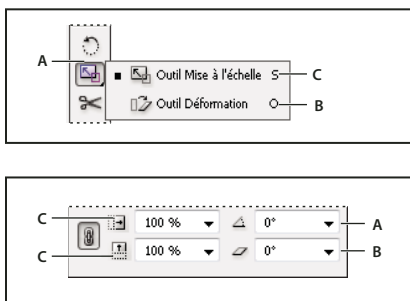 A
Outil Mise à l'échelle S C
Outil Déformation O B
C 100 % 0° A
C 100 % 0° B